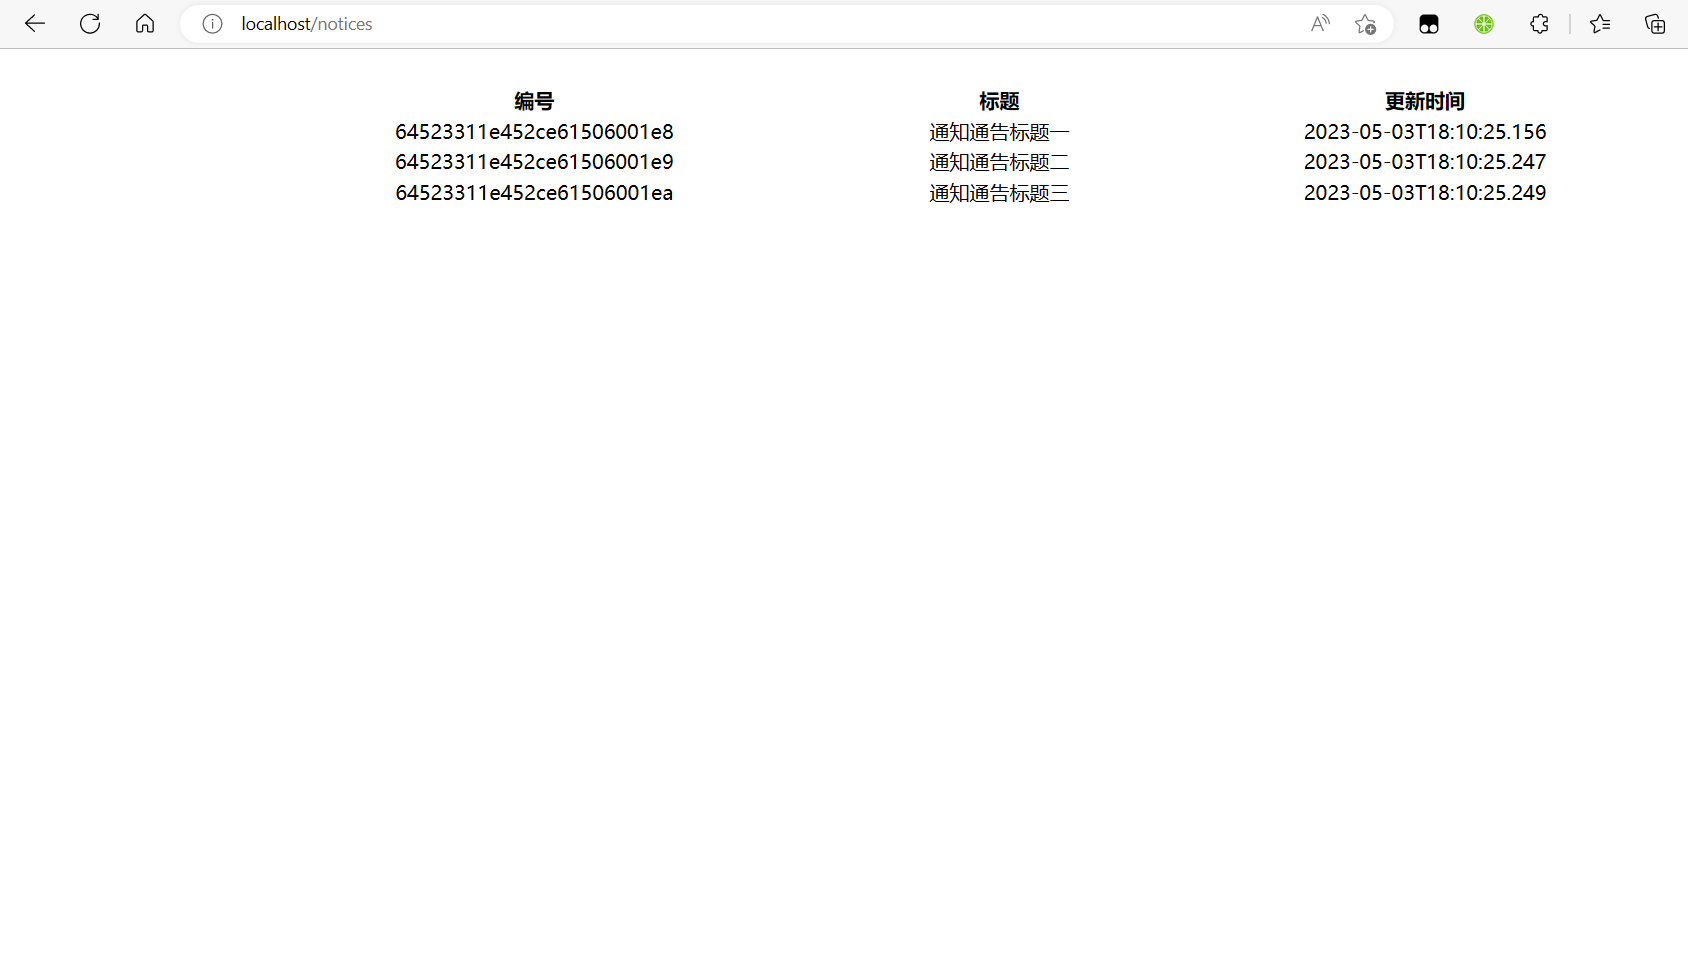 localhost/notices
编号 标题 更新时间
64523311e452ce61506001e8 通知通告标题一 2023-05-03T18:10:25.156
64523311e452ce61506001e9 通知通告标题二 2023-05-03T18:10:25.247
64523311e452ce61506001ea 通知通告标题三 2023-05-03T18:10:25.249